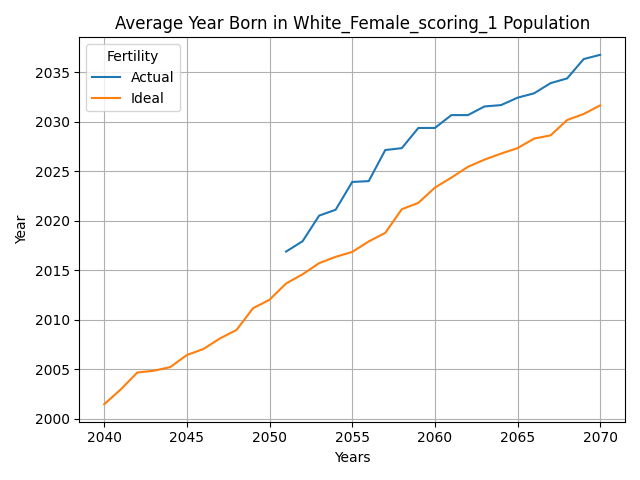 Average Year Born in White_Female_scoring_1 Population
Fertility
Actual
Ideal
Year
2035
2030
2025
2020
2015
2010
2005
2000
2040 2045 2050 2055 2060 2065 2070
Years